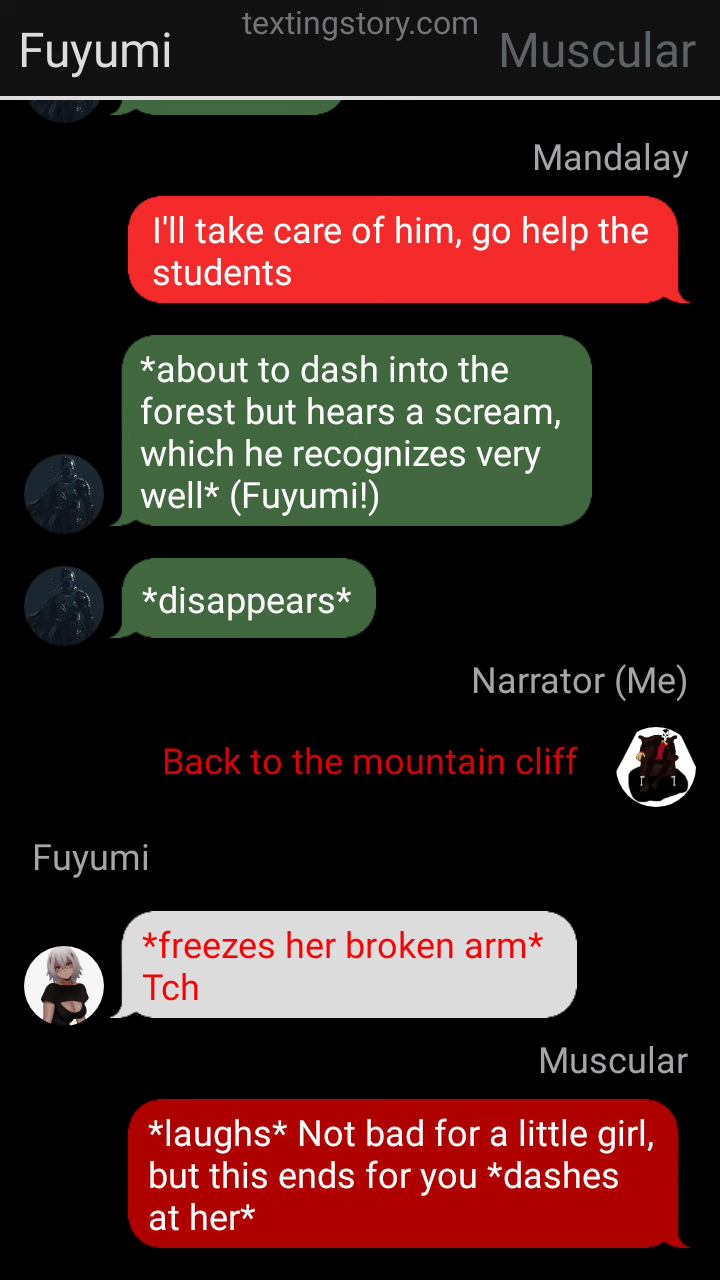 textingstory.com
Fuyumi
Muscular
Mandalay
I'll take care of him, go help the
students
*about to dash into the
forest but hears a scream,
which he recognizes very
well* (Fuyumi!)
*disappears*
Narrator (Me)
Back to the mountain cliff
Fuyumi
*freezes her broken arm*
Tch
Muscular
*laughs* Not bad for a little girl,
but this ends for you *dashes
at her*